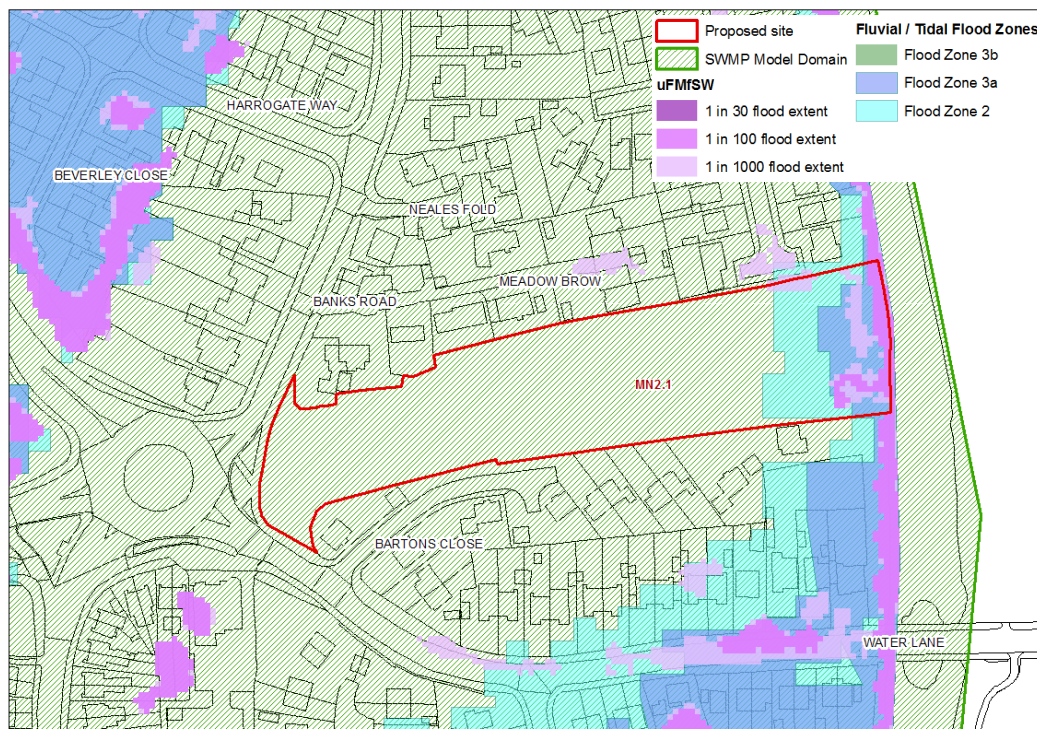 Proposed site
SWMP Model Domain
uFMfSW
1 in 30 flood extent
1 in 100 flood extent
1 in 1000 flood extent
Fluvial / Tidal Flood Zones
Flood Zone 3b
Flood Zone 3a
Flood Zone 2
HARROGATE WAY
BEVERLEY CLOSE
NEALES FOLD
MEADOW BROW
BANKS ROAD
MN2.1
BARTONS CLOSE
WATER LANE